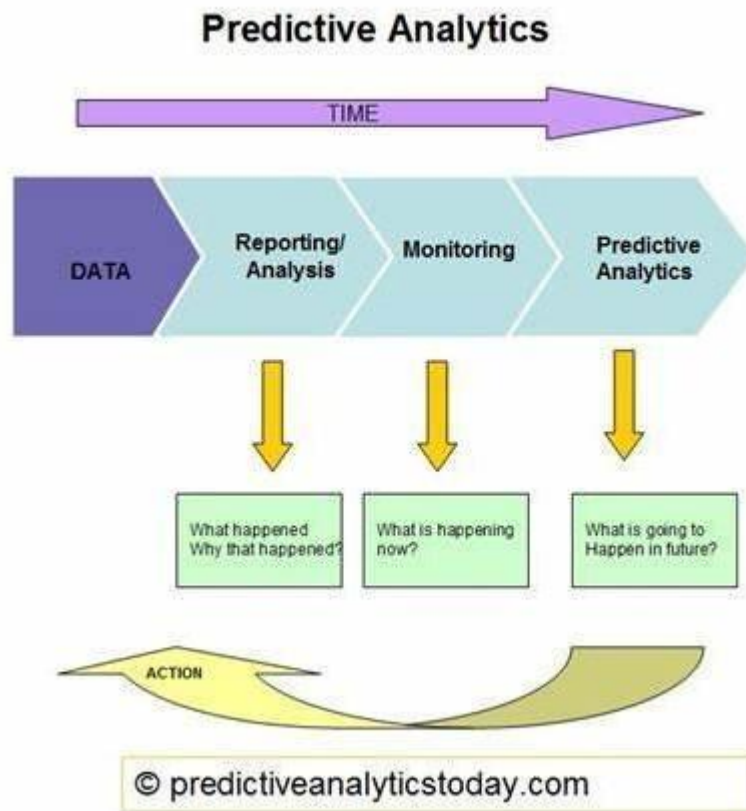 Predictive Analytics
TIME
DATA
Reporting/
Analysis
Monitoring
Predictive
Analytics
What happened
Why that happened?
What is happening
now?
What is going to
Happen in future?
ACTION
© predictiveanalyticstoday.com